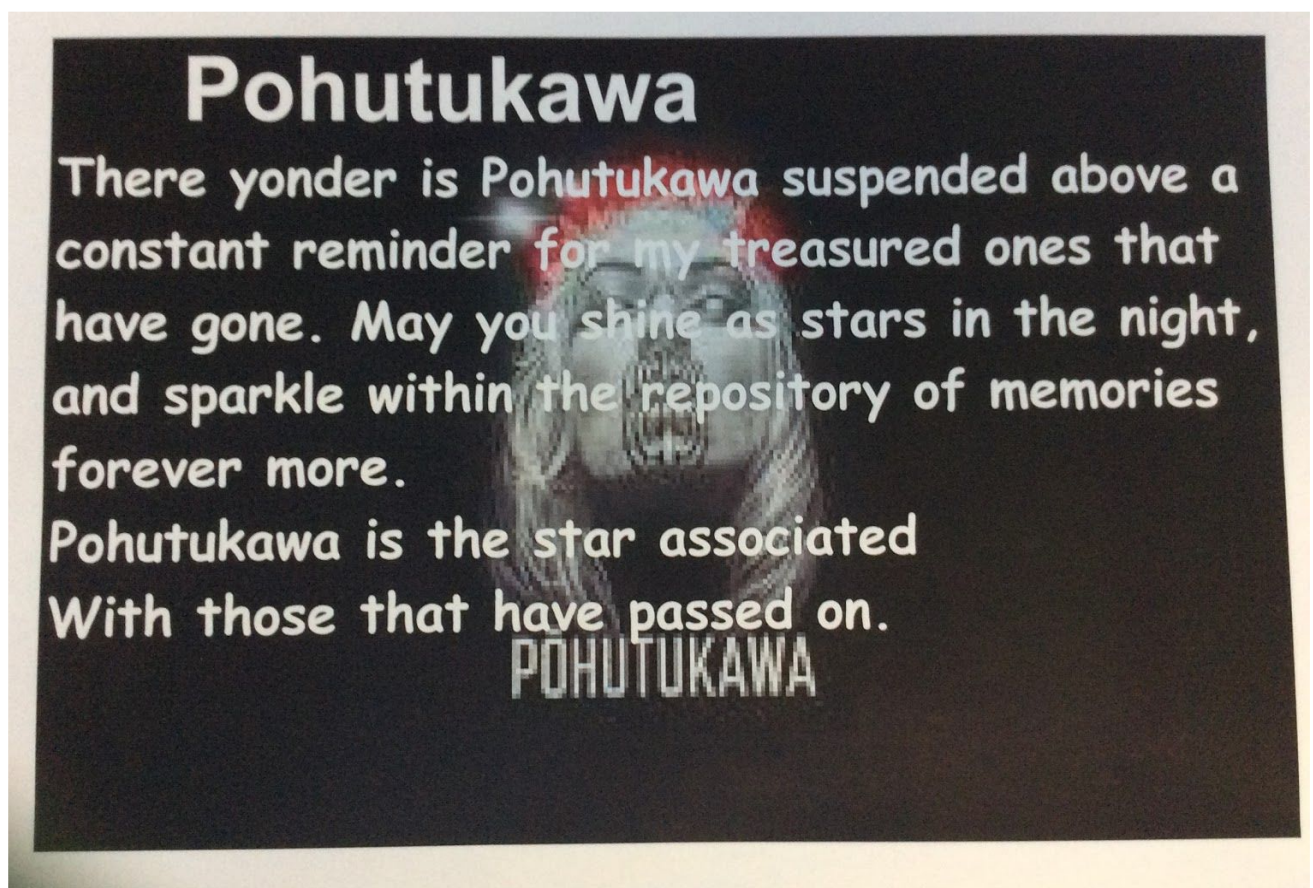 Pohutukawa
There yonder is Pohutukawa suspended above a
constant reminder for my treasured ones that
have gone. May you shine as stars in the night,
and sparkle within the repository of memories
forever more.
Pohutukawa is the star associated
With those that have passed on.
POHUTUKAWA